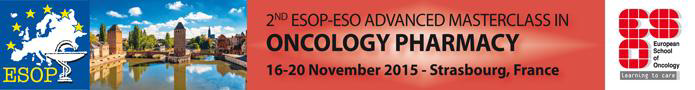 ESOP
2ND ESOP-ESO ADVANCED MASTERCLASS IN
ONCOLOGY PHARMACY
16-20 November 2015 - Strasbourg, France
ESO
European
School
of
Oncology
Learning to care